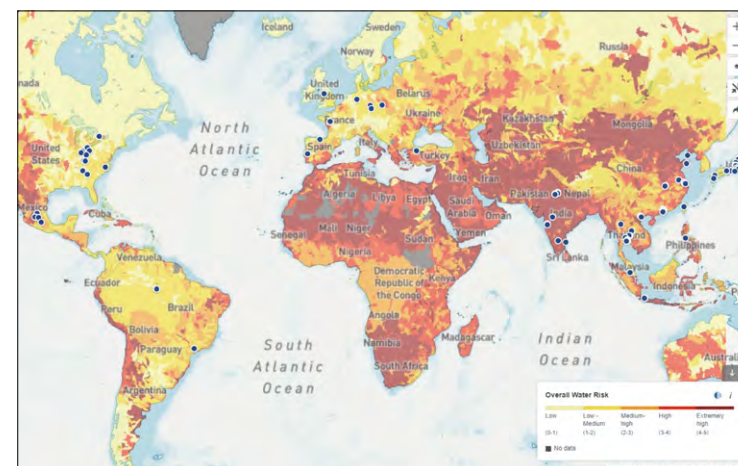 Iceland
Sweden
Norway
Russia
nada
United
Kingdom
Belarus
North
Atlantic
Ocean
France
Ukraine
Kazakhstan
Mongolia
United
States
Italy
Uzbekistan
Spain
Turkey
China
Tunisia
Iraq
Iran
Algeria
Libya
Egypt
Saudi
Arabia
Pakistan
Nepal
Mexico
Cuba
Oman
India
Mali
Niger
Senegal
Sudan
Yemen
Thailand
Philippines
Nigeria
Sri Lanka
Venezuela
Malaysia
Ecuador
Democratic
Republic of
the Congo
Kenya
Indonesia
Peru
Brazil
Angola
Bolivia
South
Atlantic
Ocean
Namibia
Madagascar
Indian
Ocean
Paraguay
South Africa
Australi
Argentina
Overall Water Risk
Low
Low -
Medium
Medium-
high
High
Extremely
high
(0-1)
(1-2)
(2-3)
(3-4)
(4-5)
No data